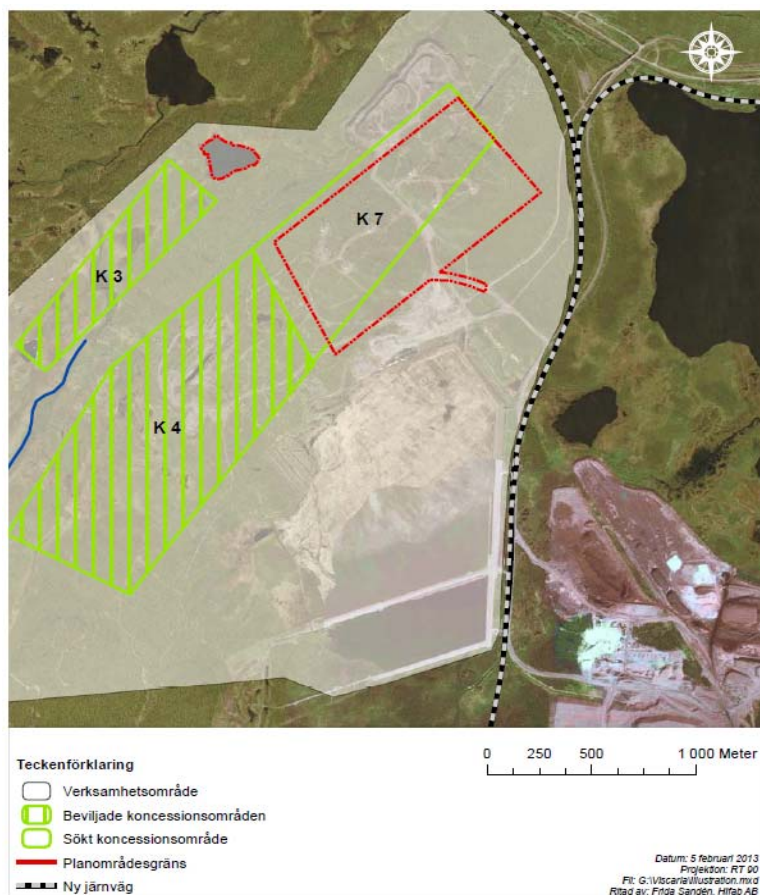 K 7
K 3
K 4
Teckenförklaring
Verksamhetsområde
Beviljade koncessionsområden
Sökt koncessionsområde
Planområdesgräns
Ny järnväg
0 250 500 1 000 Meter
Datum: 5 februari 2013
Projektion: RT 90
Fil: G:\Viscaria\Illustration.mxd
Ritad av: Frida Sandén, Hifab AB